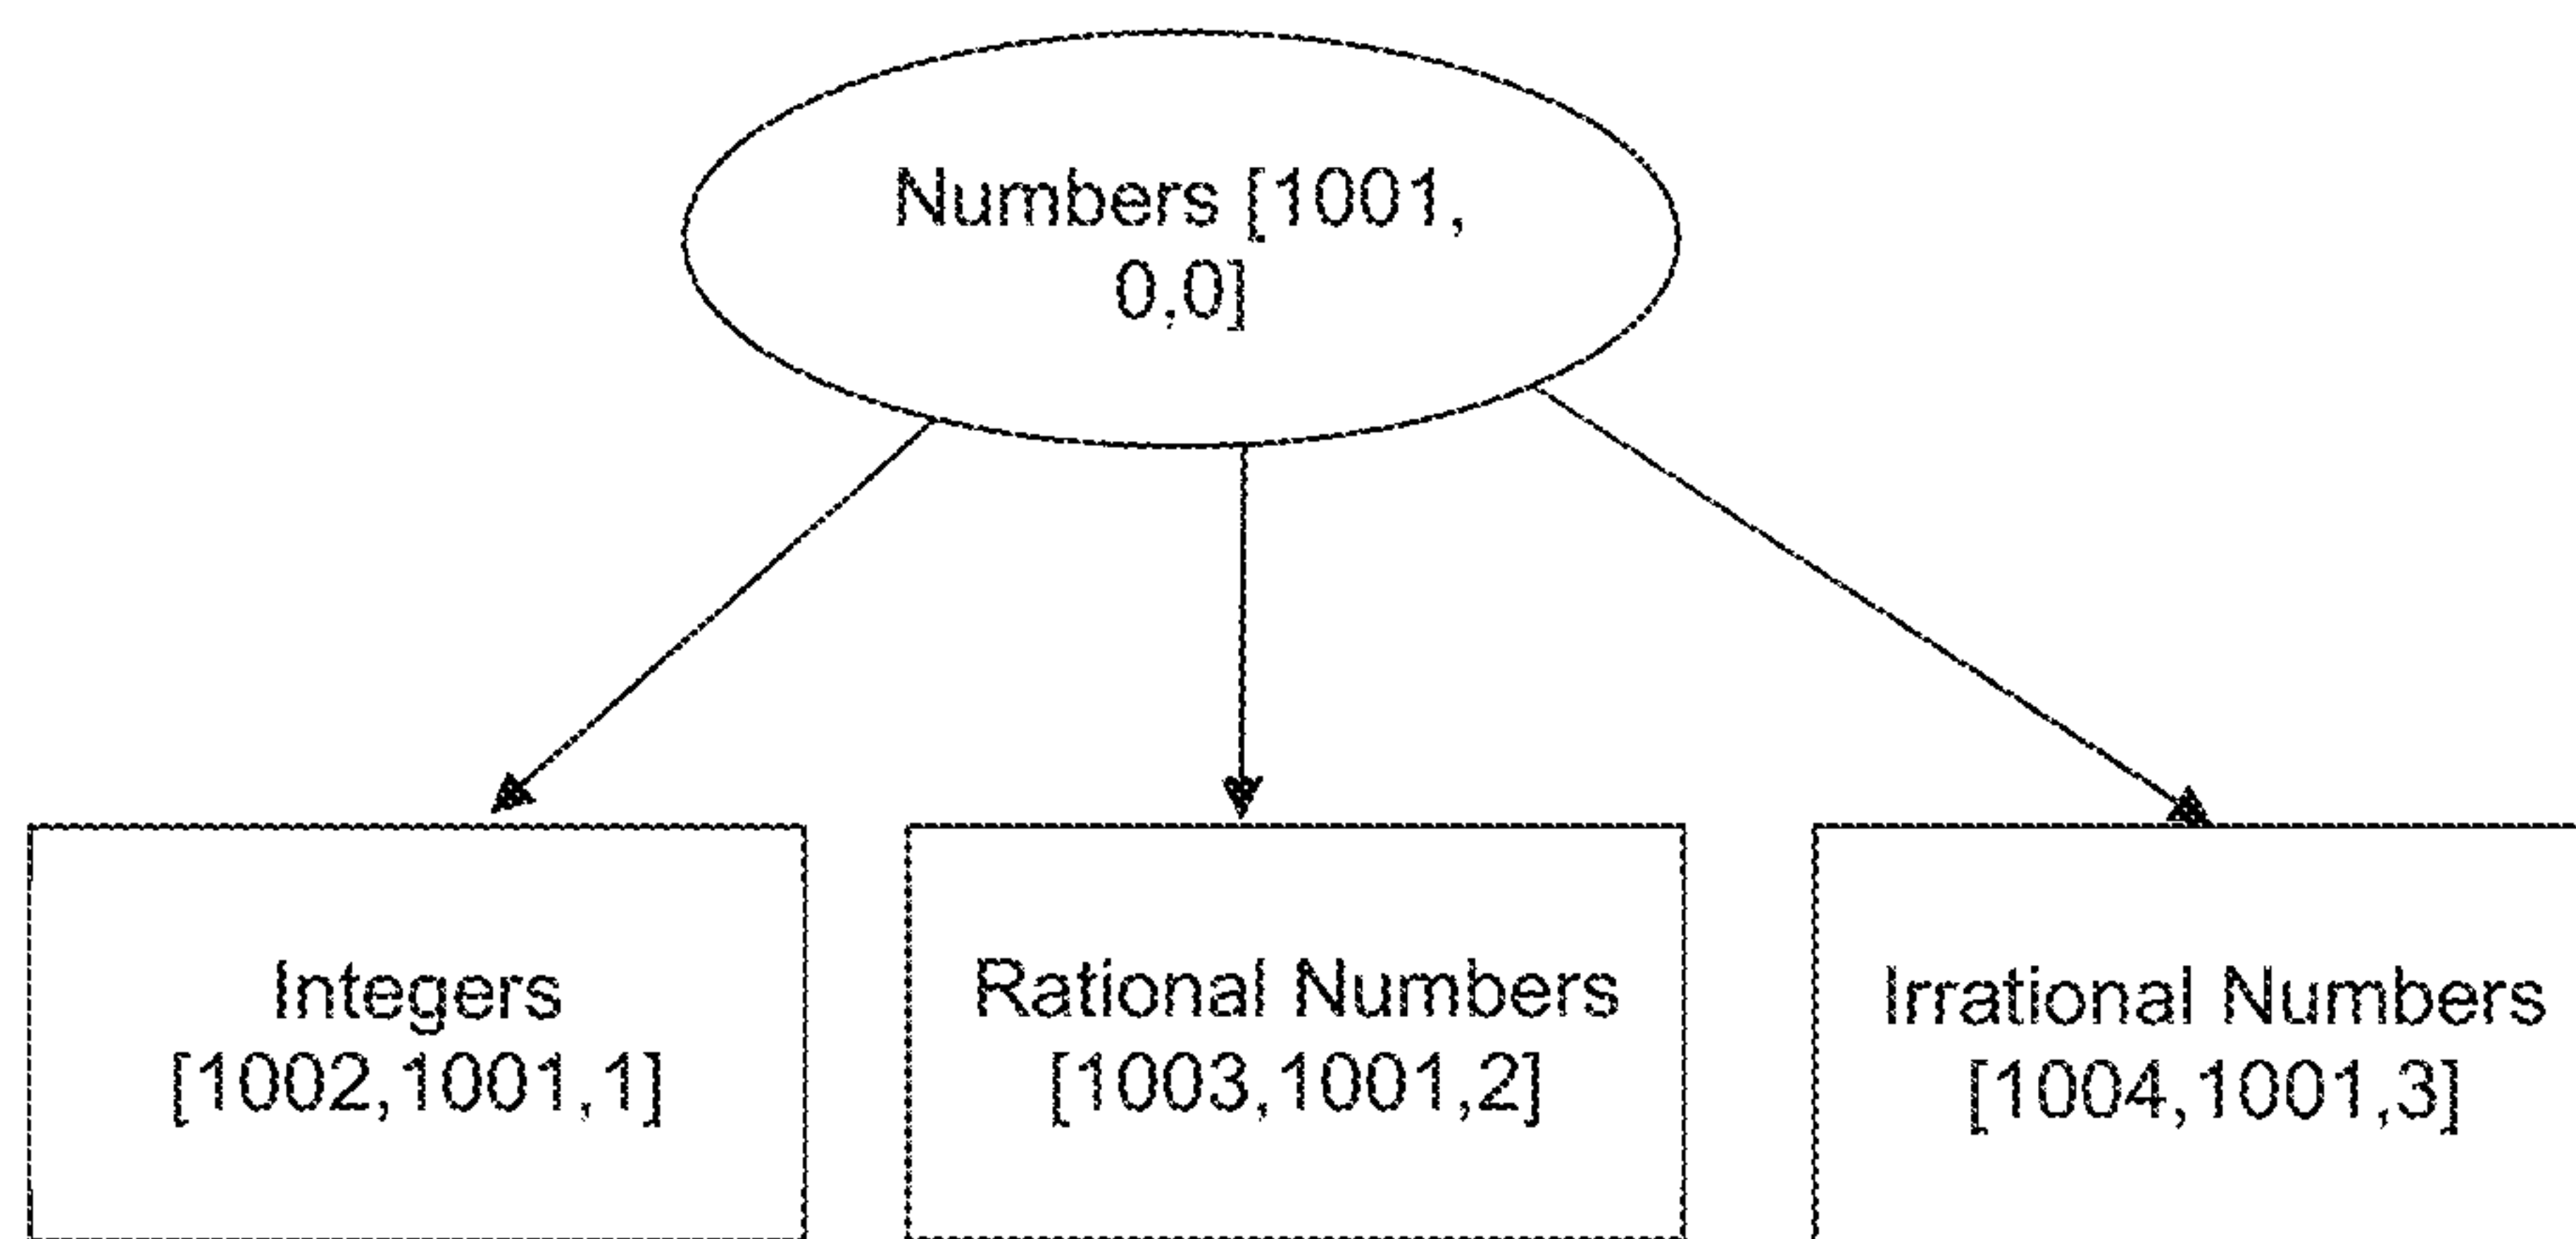 Numbers [1001,
0,0]
Integers
[1002,1001,1]
Rational Numbers
[1003,1001,2]
Irrational Numbers
[1004,1001,3]